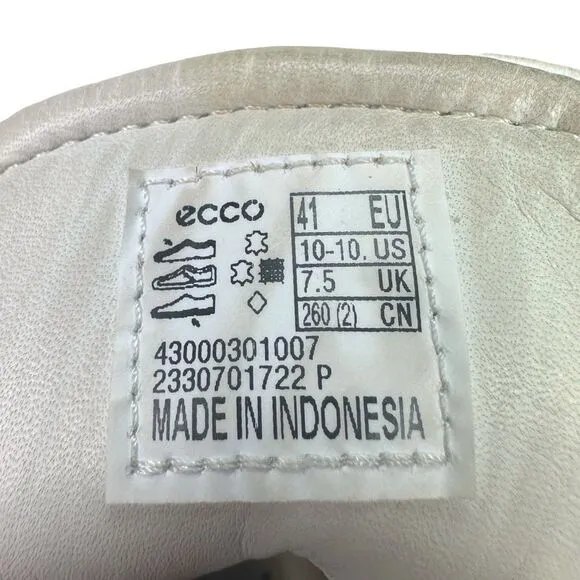 ecco
41 EU
10-10. US
7.5 UK
260 (2) CN
43000301007
2330701722 P
MADE IN INDONESIA